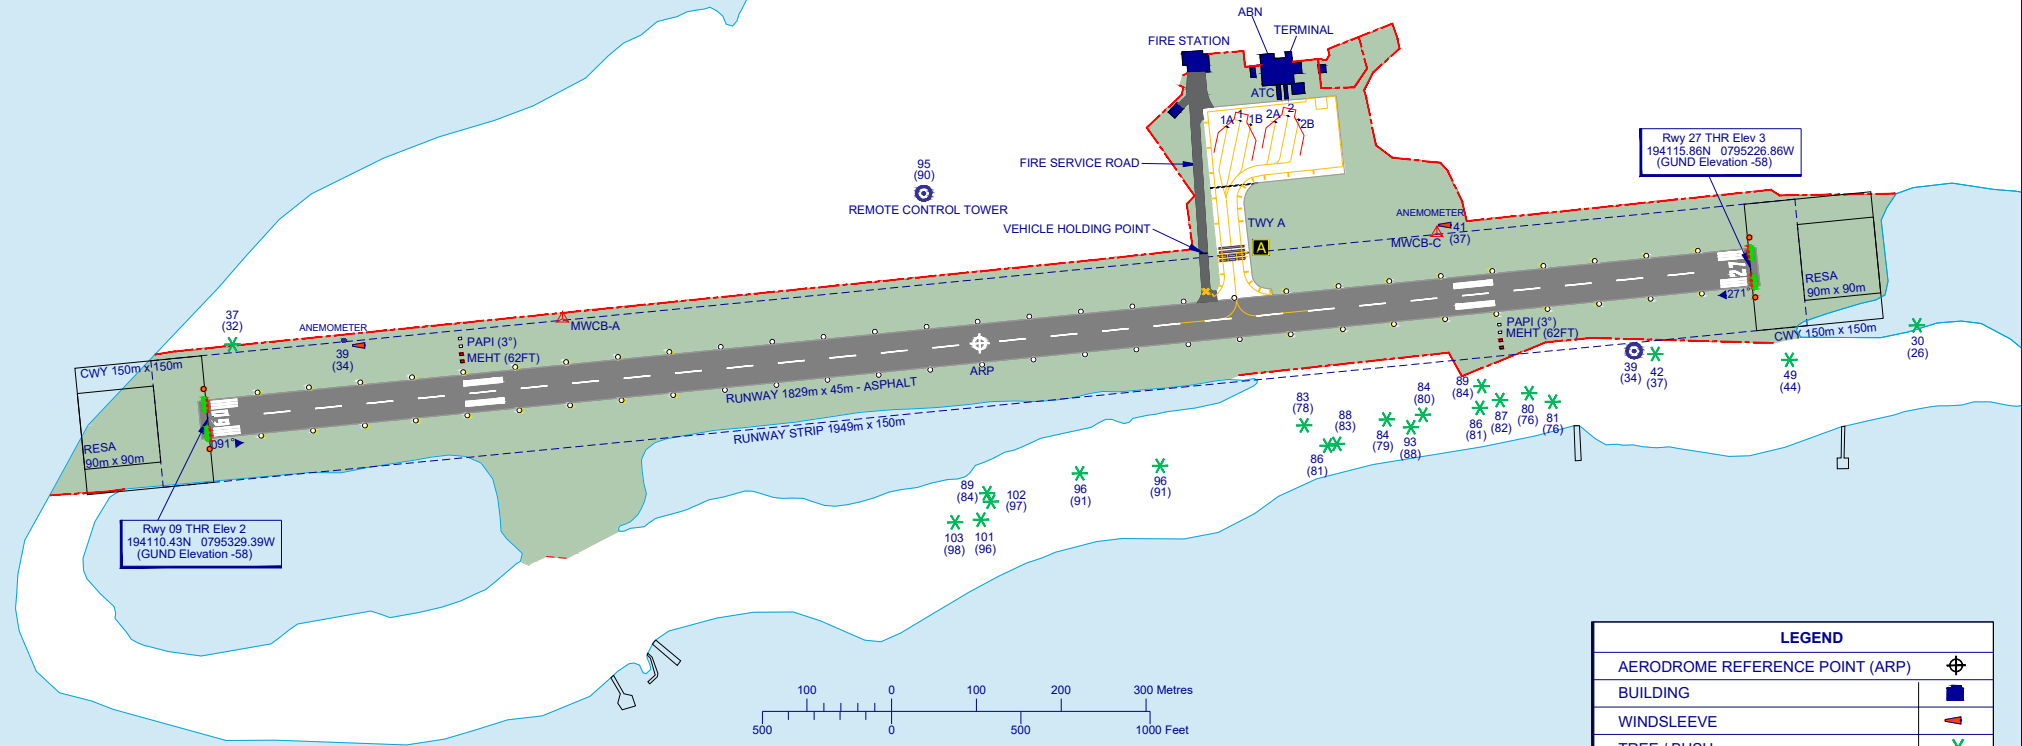 ABN
TERMINAL
FIRE STATION
ATC
1A
1
1B
2A
2
2B
FIRE SERVICE ROAD
95
(90)
REMOTE CONTROL TOWER
VEHICLE HOLDING POINT
TWY A
A
ANEMOMETER
41
(37)
MWCB-C
Rwy 27 THR Elev 3
194115.86N 0795226.86W
(GUND Elevation -58)
27
271°
RESA
90m x 90m
CWY 150m x 150m
37
(32)
ANEMOMETER
39
(34)
MWCB-A
PAPI (3°)
MEHT (62FT)
CWY 150m x 150m
RESA
90m x 90m
091°
ARP
RUNWAY 1829m x 45m - ASPHALT
RUNWAY STRIP 1949m x 150m
PAPI (3°)
MEHT (62FT)
39
(34)
42
(37)
49
(44)
30
(26)
83
(78)
88
(83)
86
(81)
84
(79)
84
(80)
93
(88)
89
(84)
86
(81)
87
(82)
80
(76)
81
(76)
89
(84)
102
(97)
103
(98)
101
(96)
96
(91)
96
(91)
Rwy 09 THR Elev 2
194110.43N 0795329.39W
(GUND Elevation -58)
100 0 100 200 300 Metres
500 0 500 1000 Feet
LEGEND
AERODROME REFERENCE POINT (ARP)
BUILDING
WINDSLEEVE
TREE / BUSH